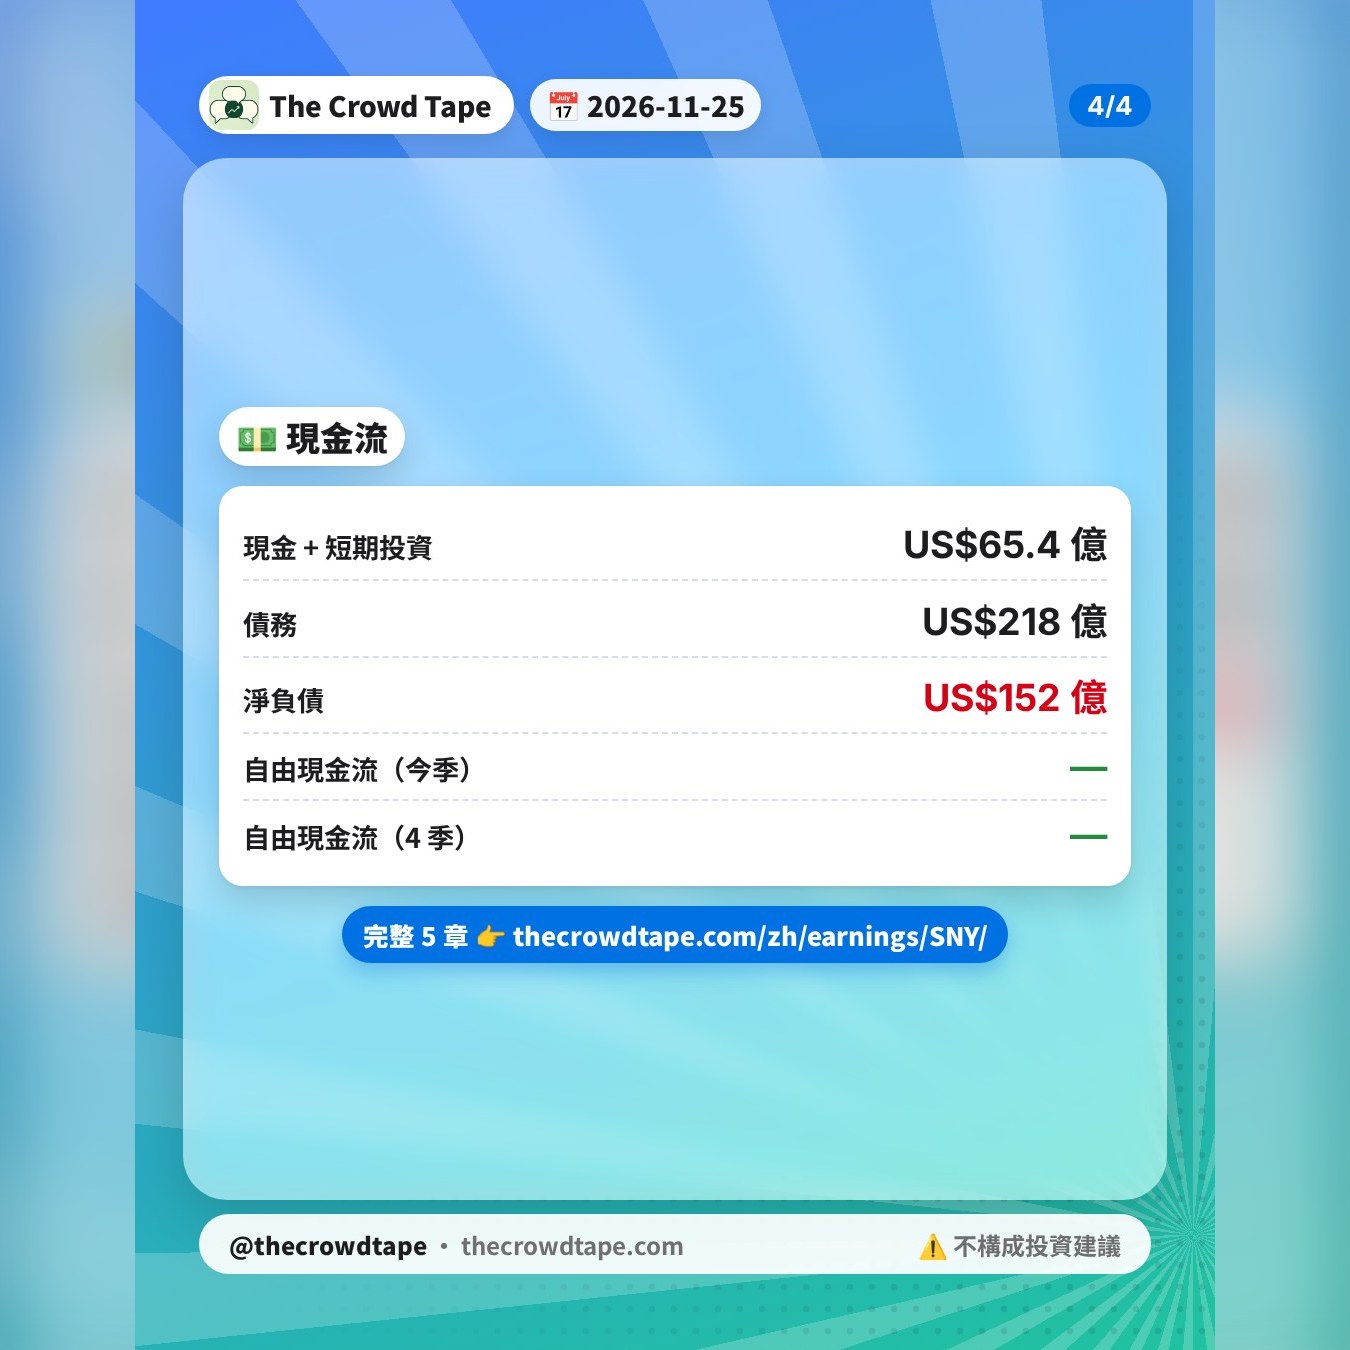 The Crowd Tape
2026-11-25
4/4
現金流
現金 + 短期投資 US$65.4 億
債務 US$218 億
淨負債 US$152 億
自由現金流（今季） —
自由現金流（4 季） —
完整 5 章 👉 thecrowdtape.com/zh/earnings/SNY/
@thecrowdtape • thecrowdtape.com
⚠️ 不構成投資建議